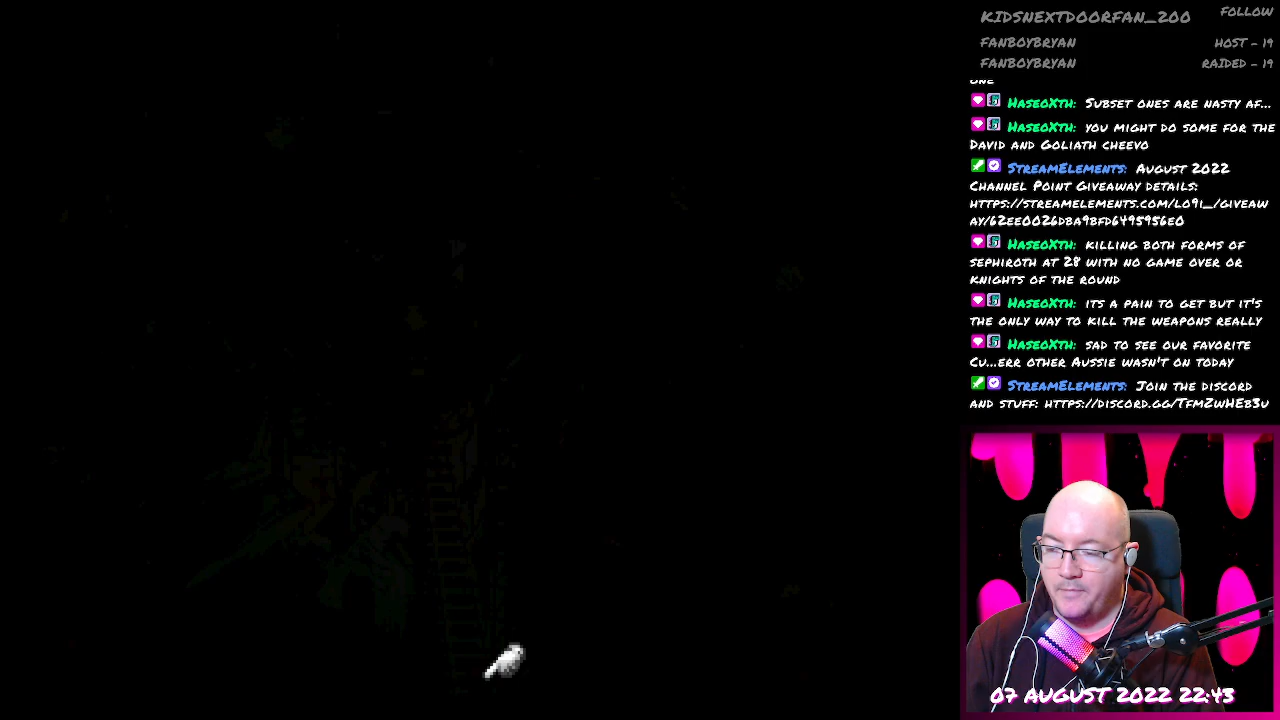 KIDSNEXTDOORFAN_200 FOLLOW
FANBOYBRYAN HOST - 19
FANBOYBRYAN RAIDED - 19
ONE
HASEOXTH: SUBSET ONES ARE NASTY AF...
HASEOXTH: YOU MIGHT DO SOME FOR THE
DAVID AND GOLIATH CHEEVO
STREAMELEMENTS: AUGUST 2022
CHANNEL POINT GIVEAWAY DETAILS:
HTTPS://STREAMELEMENTS.COM/LO9I_/GIVEAW
AY/62EE0026DBA9BFD6495956E0
HASEOXTH: KILLING BOTH FORMS OF
SEPHIROTH AT 28 WITH NO GAME OVER OR
KNIGHTS OF THE ROUND
HASEOXTH: ITS A PAIN TO GET BUT IT'S
THE ONLY WAY TO KILL THE WEAPONS REALLY
HASEOXTH: SAD TO SEE OUR FAVORITE
CU...ERR OTHER AUSSIE WASN'T ON TODAY
STREAMELEMENTS: JOIN THE DISCORD
AND STUFF: HTTPS://DISCORD.GG/TFMZWHEB3U
07 AUGUST 2022 22:43